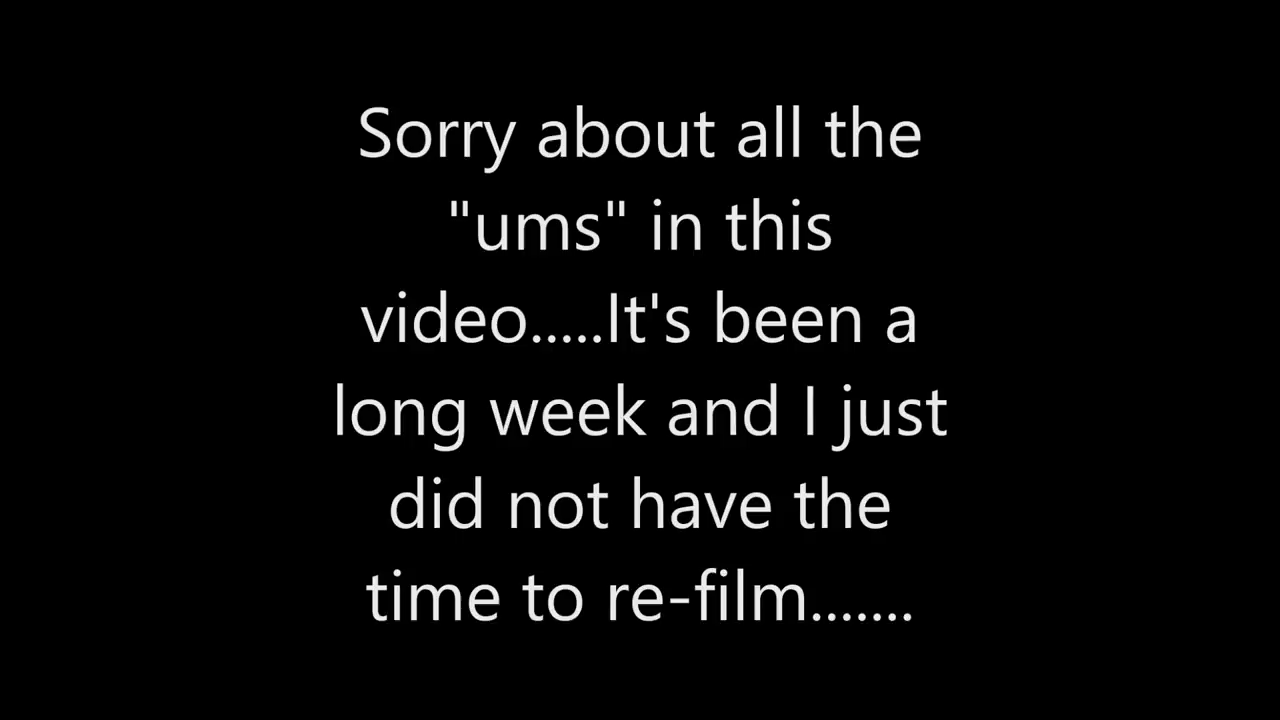 Sorry about all the
"ums" in this
video.....It's been a
long week and I just
did not have the
time to re-film.......